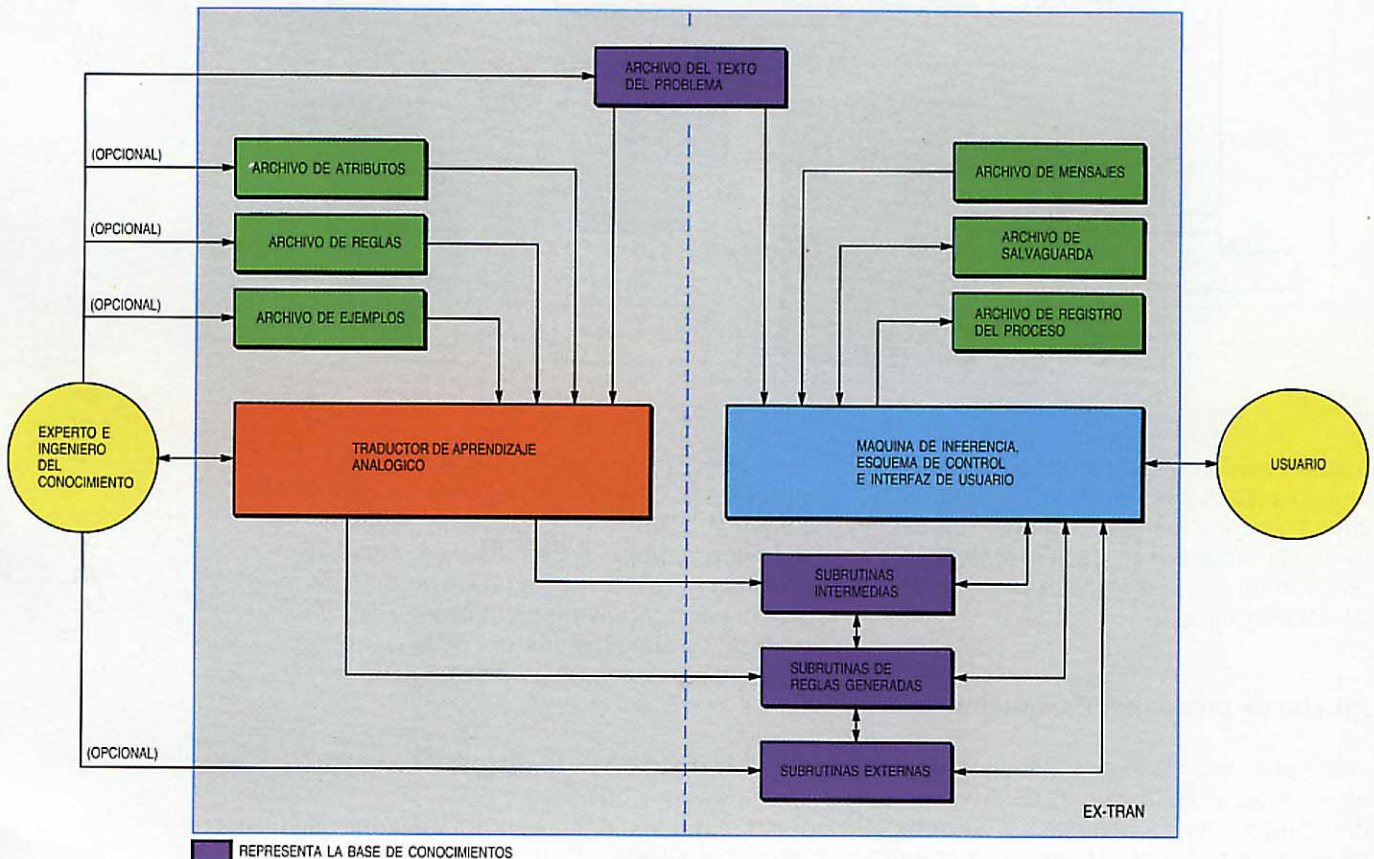 ARCHIVO DEL TEXTO
DEL PROBLEMA
(OPCIONAL)
ARCHIVO DE ATRIBUTOS
ARCHIVO DE MENSAJES
(OPCIONAL)
ARCHIVO DE REGLAS
ARCHIVO DE
SALVAGUARDA
(OPCIONAL)
ARCHIVO DE EJEMPLOS
ARCHIVO DE REGISTRO
DEL PROCESO
EXPERTO E
INGENIERO
DEL
CONOCIMIENTO
TRADUCTOR DE APRENDIZAJE
ANALOGICO
MAQUINA DE INFERENCIA,
ESQUEMA DE CONTROL
E INTERFAZ DE USUARIO
USUARIO
SUBRUTINAS
INTERMEDIAS
SUBRUTINAS DE
REGLAS GENERADAS
(OPCIONAL)
SUBRUTINAS EXTERNAS
EX-TRAN
REPRESENTA LA BASE DE CONOCIMIENTOS